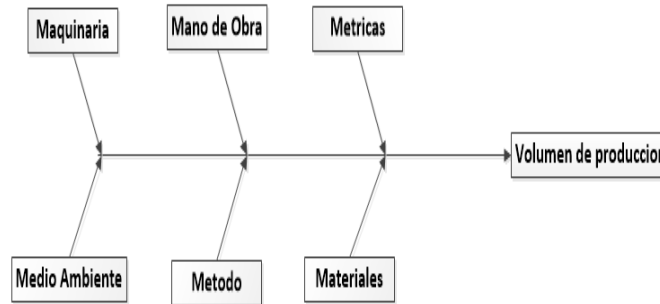 Maquinaria
Mano de Obra
Metricas
Volumen de produccion
Medio Ambiente
Metodo
Materiales